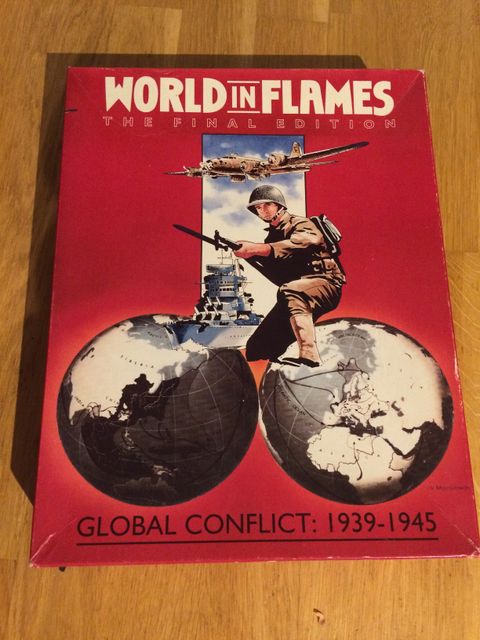 WORLD IN FLAMES
THE FINAL EDITION
GLOBAL CONFLICT: 1939-1945